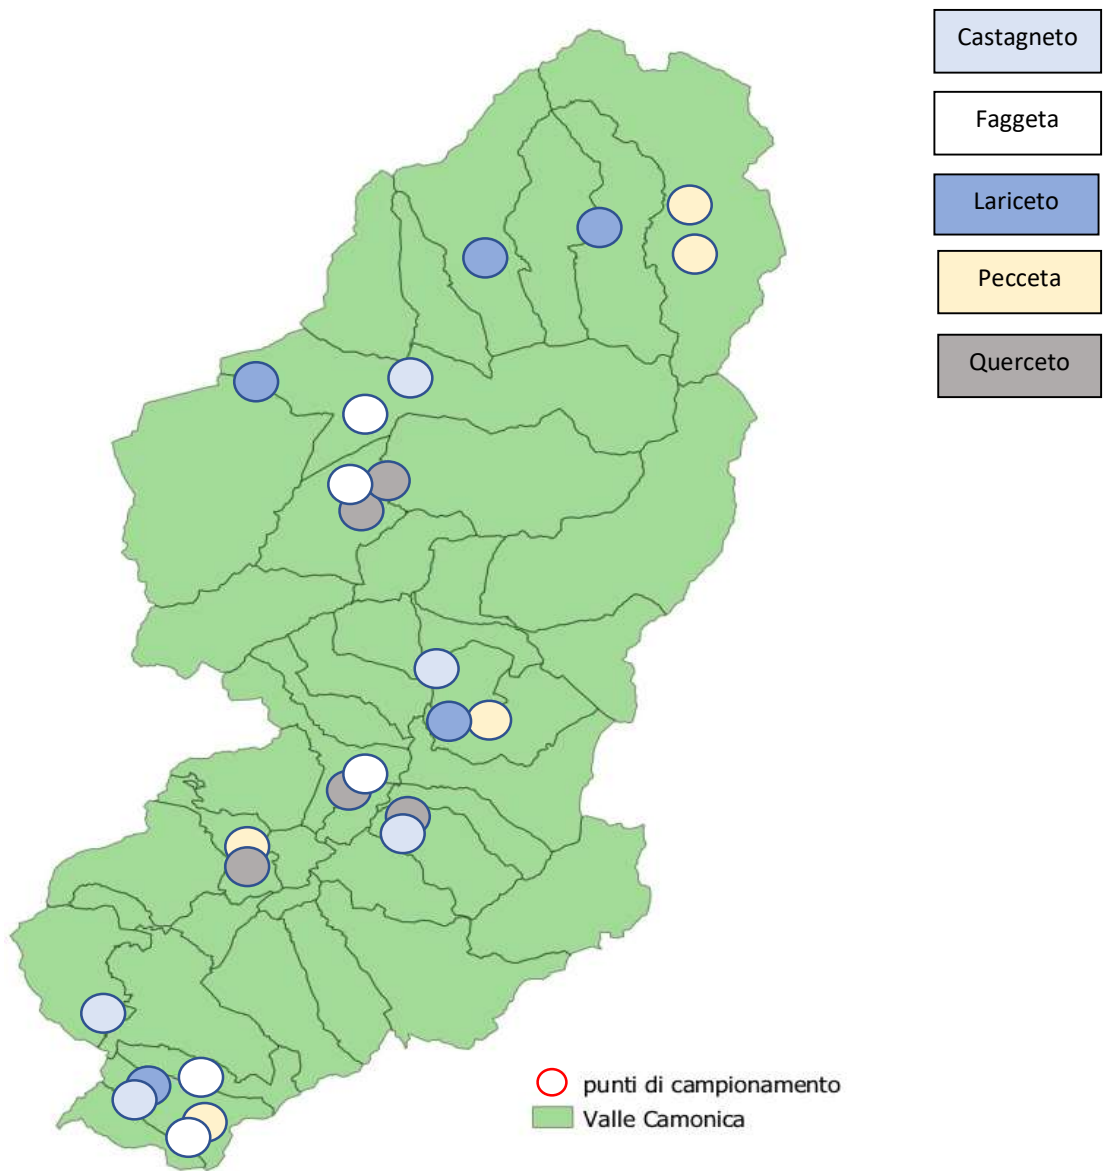 Castagneto
Faggeta
Lariceto
Pecceta
Querceto
punti di campionamento
Valle Camonica